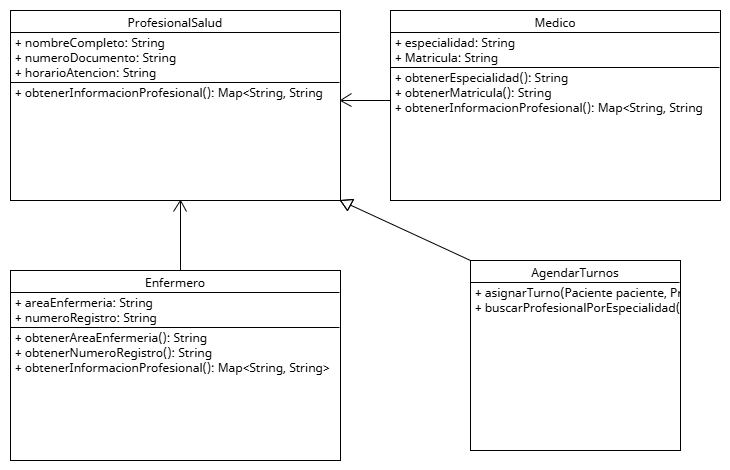 ProfesionalSalud
+ nombreCompleto: String
+ numeroDocumento: String
+ horarioAtencion: String
+ obtenerInformacionProfesional(): Map<String, String
Medico
+ especialidad: String
+ Matricula: String
+ obtenerEspecialidad(): String
+ obtenerMatricula(): String
+ obtenerInformacionProfesional(): Map<String, String
Enfermero
+ areaEnfermeria: String
+ numeroRegistro: String
+ obtenerAreaEnfermeria(): String
+ obtenerNumeroRegistro(): String
+ obtenerInformacionProfesional(): Map<String, String>
AgendarTurnos
+ asignarTurno(Paciente paciente,
+ buscarProfesionalPorEspecialidad(